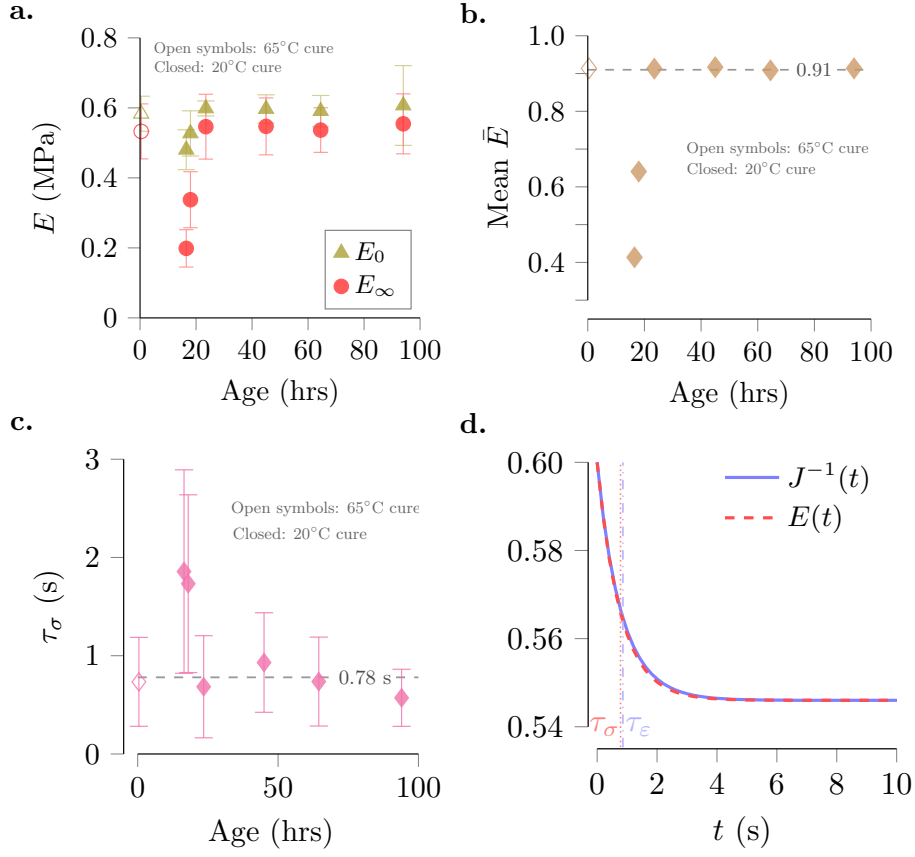 a.
Open symbols: 65°C cure
Closed: 20°C cure
0.8
0.6
0.4
0.2
0
E (MPa)
E₀
E∞
0 20 40 60 80 100
Age (hrs)
b.
1.0
0.8
0.6
0.4
Mean Ē
0.91
Open symbols: 65°C cure
Closed: 20°C cure
0 20 40 60 80 100
Age (hrs)
c.
3
2
1
0
τσ (s)
Open symbols: 65°C cure
Closed: 20°C cure
0.78 s
0 50 100
Age (hrs)
d.
0.60
0.58
0.56
0.54
J⁻¹(t)
E(t)
τσ τε
0 2 4 6 8 10
t (s)